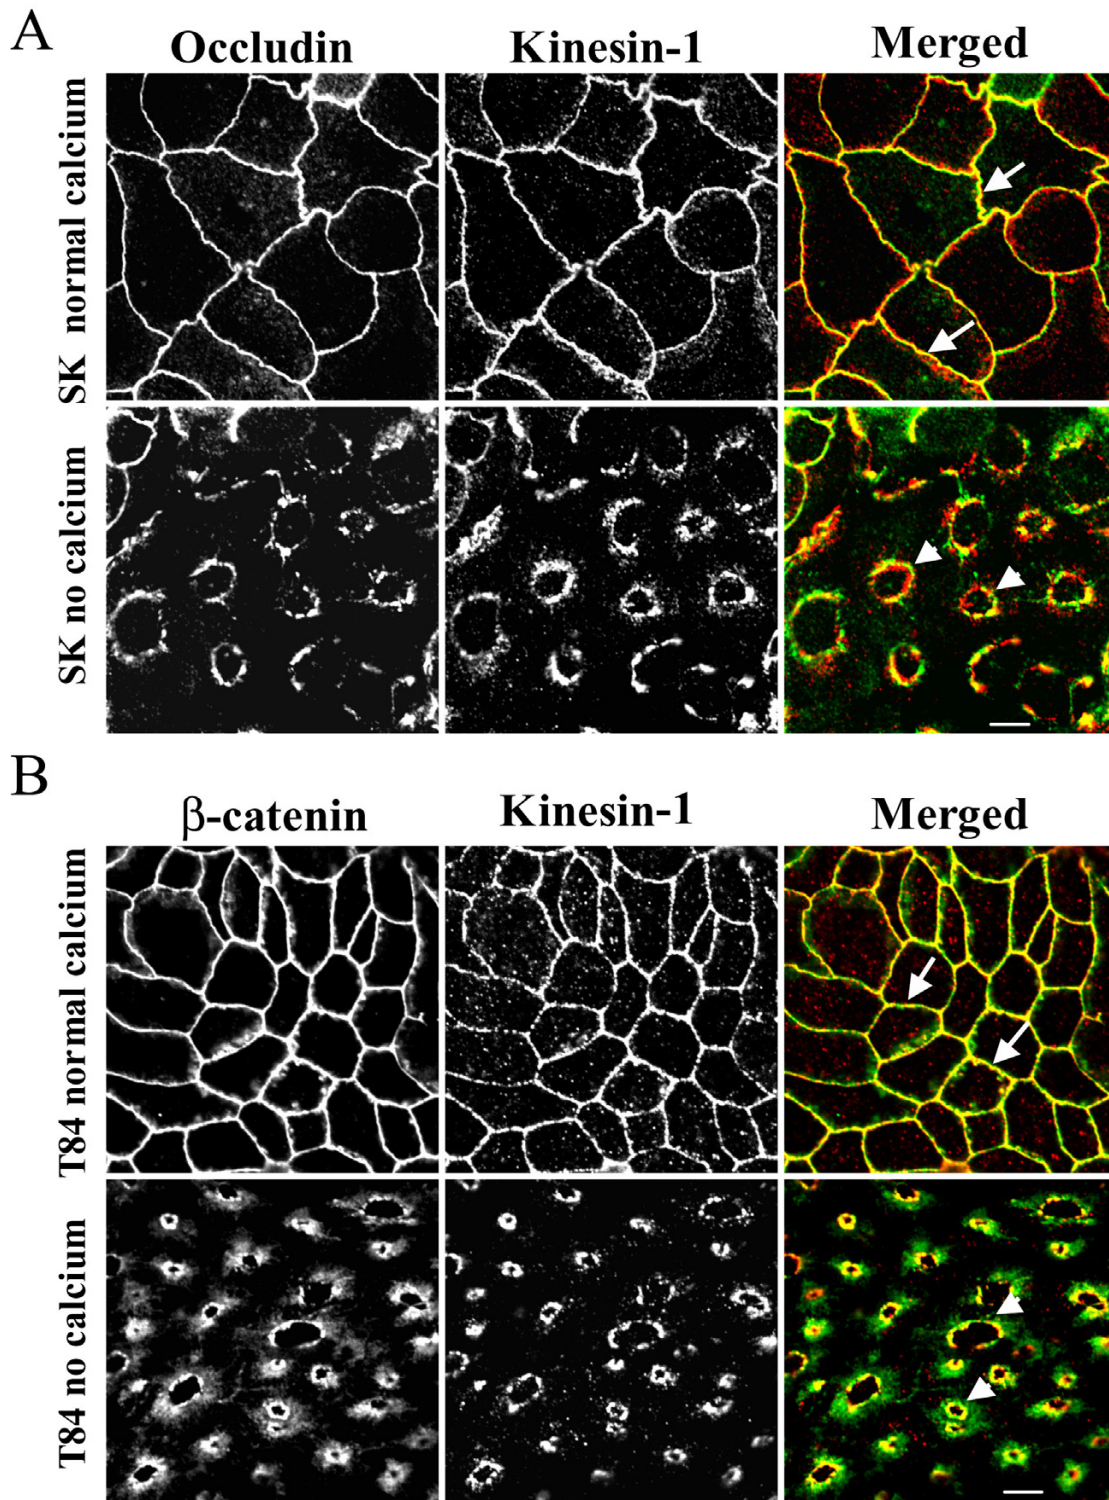 A
Occludin Kinesin-1 Merged
SK normal calcium
SK no calcium
B
β-catenin Kinesin-1 Merged
T84 normal calcium
T84 no calcium